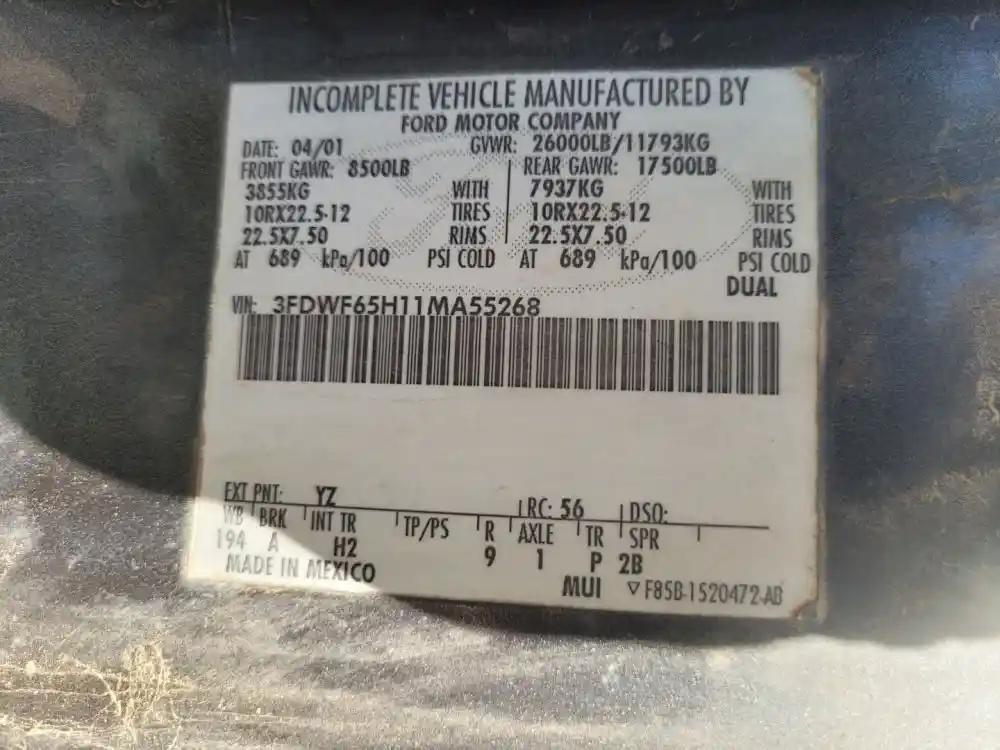 INCOMPLETE VEHICLE MANUFACTURED BY
FORD MOTOR COMPANY
DATE: 04/01 GVWR: 26000LB/11793KG
FRONT GAWR: 8500LB REAR GAWR: 17500LB
3855KG WITH 7937KG WITH
10RX22.5-12 TIRES 10RX22.5-12 TIRES
22.5X7.50 RIMS 22.5X7.50 RIMS
AT 689 kPa/100 PSI COLD AT 689 kPa/100 PSI COLD
DUAL
VIN: 3FDWF65H11MA55268
EXT PNT: YZ RC: 56 DSO:
WB BRK INT TR TP/PS R AXLE TR SPR
194 A H2 9 1 P 2B
MADE IN MEXICO MUI ▽ F85B-1520472-AB